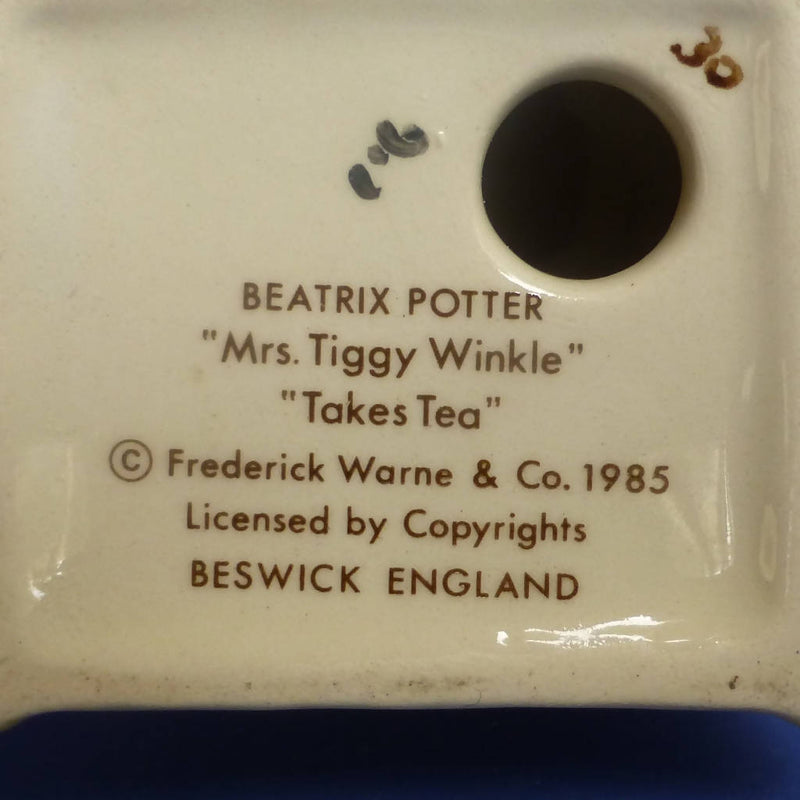 30
BEATRIX POTTER
"Mrs. Tiggy Winkle"
"Takes Tea"
© Frederick Warne & Co. 1985
Licensed by Copyrights
BESWICK ENGLAND